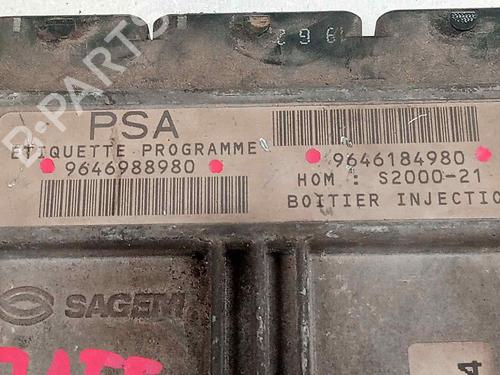 PSA
ETIQUETTE PROGRAMME
9646988980
9646184980
HOM : S2000-21
BOITIER INJECTIO
SAGEM
B-PARTS